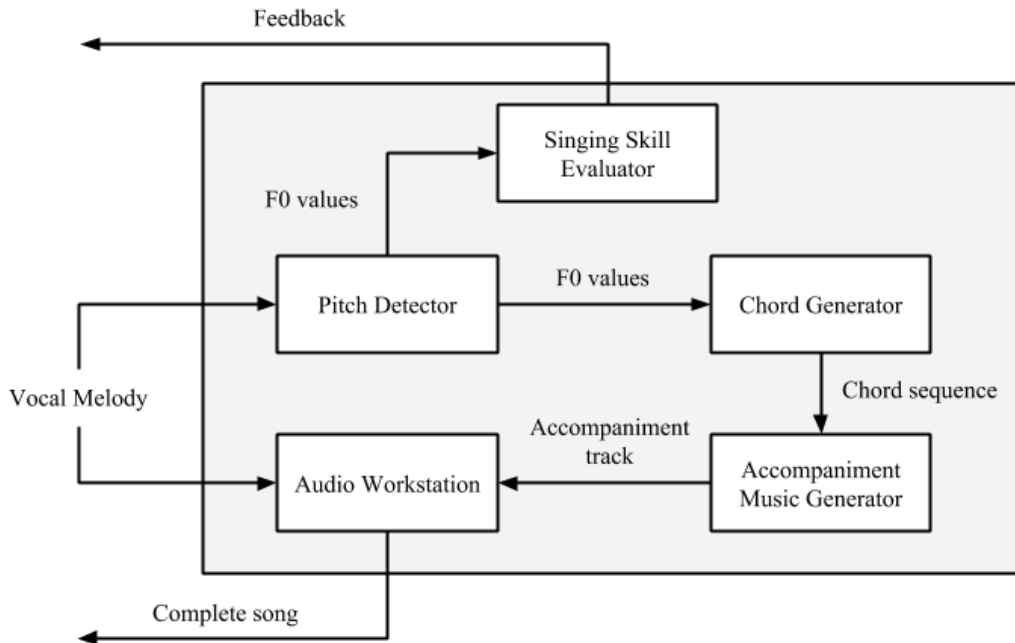 Feedback
Singing Skill
Evaluator
F0 values
Pitch Detector
F0 values
Chord Generator
Vocal Melody
Chord sequence
Audio Workstation
Accompaniment
track
Accompaniment
Music Generator
Complete song